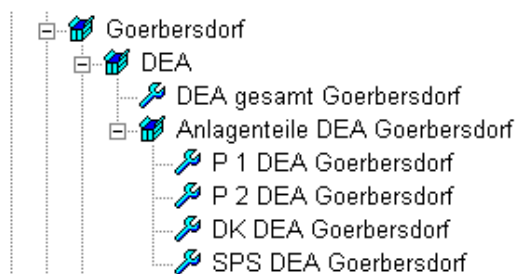 Goerbersdorf
DEA
DEA gesamt Goerbersdorf
Anlagenteile DEA Goerbersdorf
P 1 DEA Goerbersdorf
P 2 DEA Goerbersdorf
DK DEA Goerbersdorf
SPS DEA Goerbersdorf